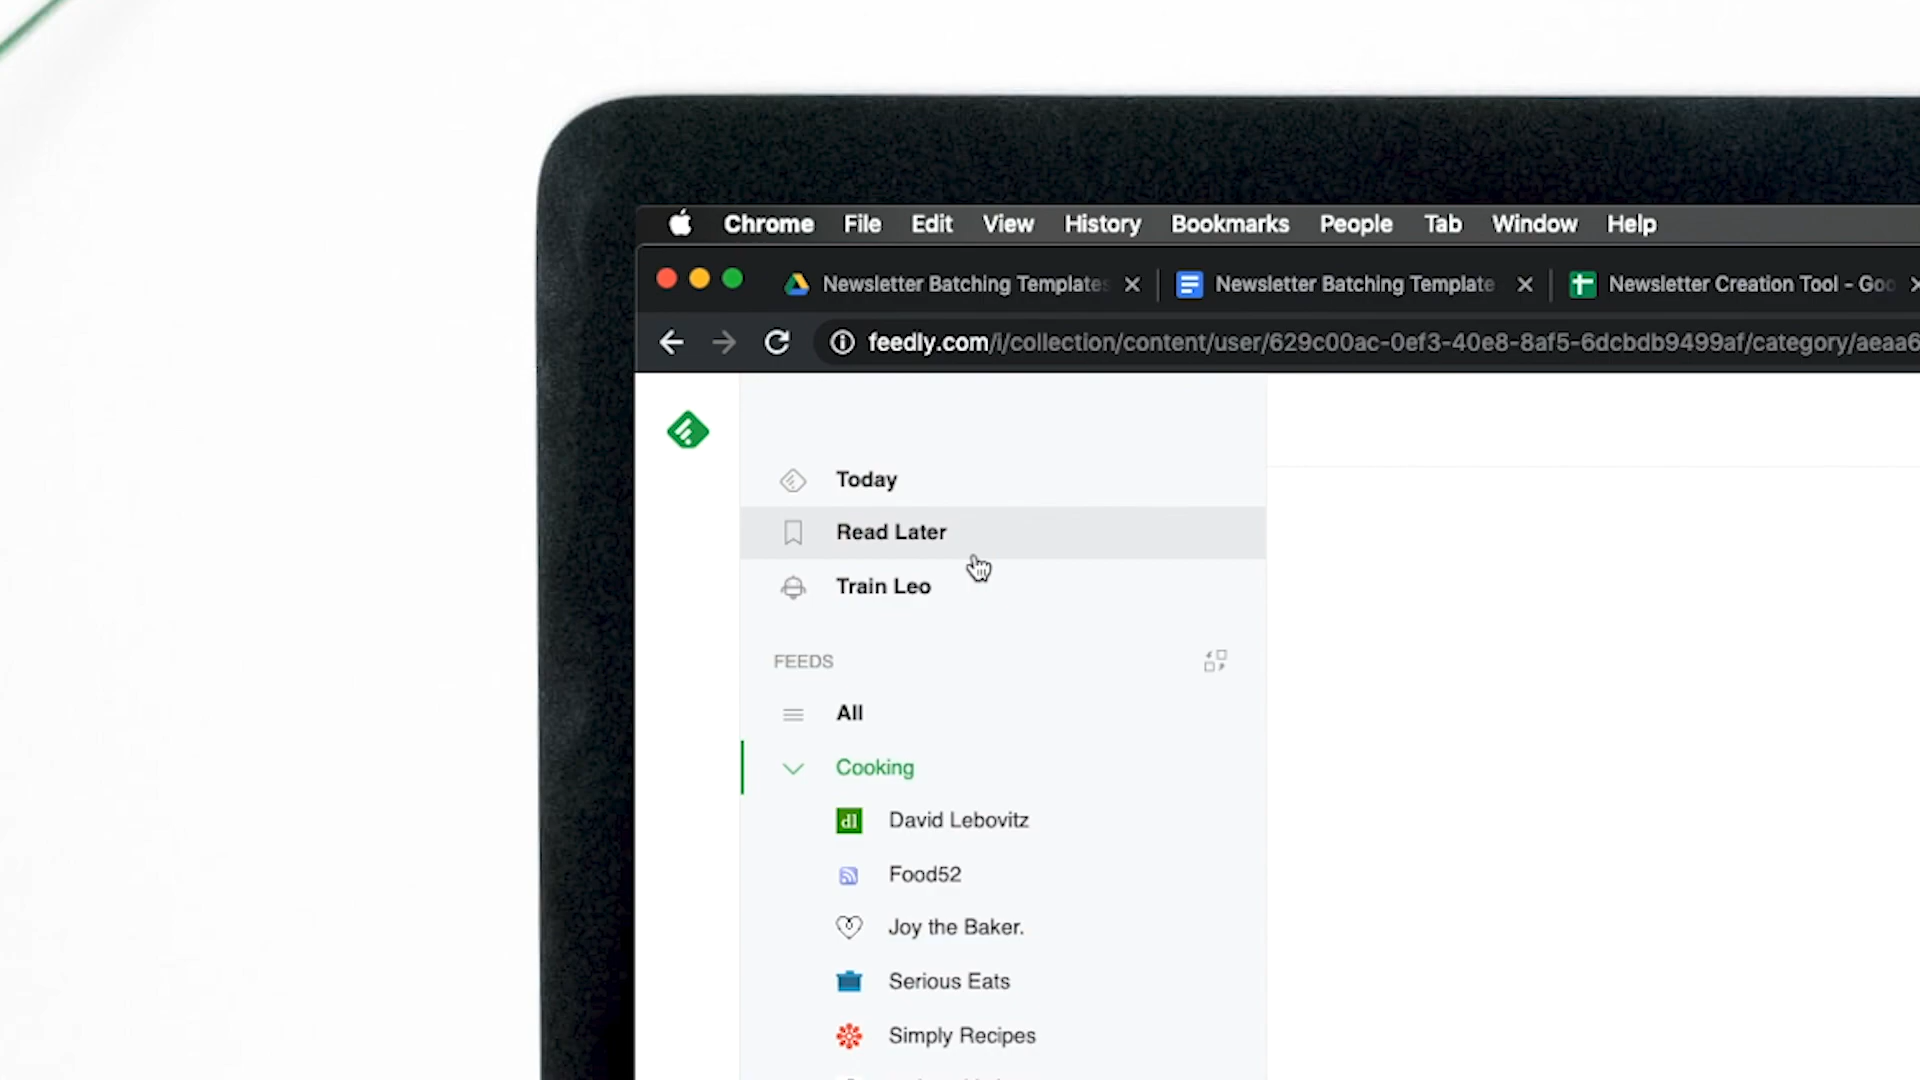 Chrome File Edit View History Bookmarks People Tab Window Help
Newsletter Batching Templates Newsletter Batching Template Newsletter Creation Tool - Goo
feedly.com/i/collection/content/user/629c00ac-0ef3-40e8-8af5-6dcbdb9499af/category/aeaa6
Today
Read Later
Train Leo
FEEDS
All
Cooking
dl David Lebovitz
Food52
Joy the Baker.
Serious Eats
Simply Recipes